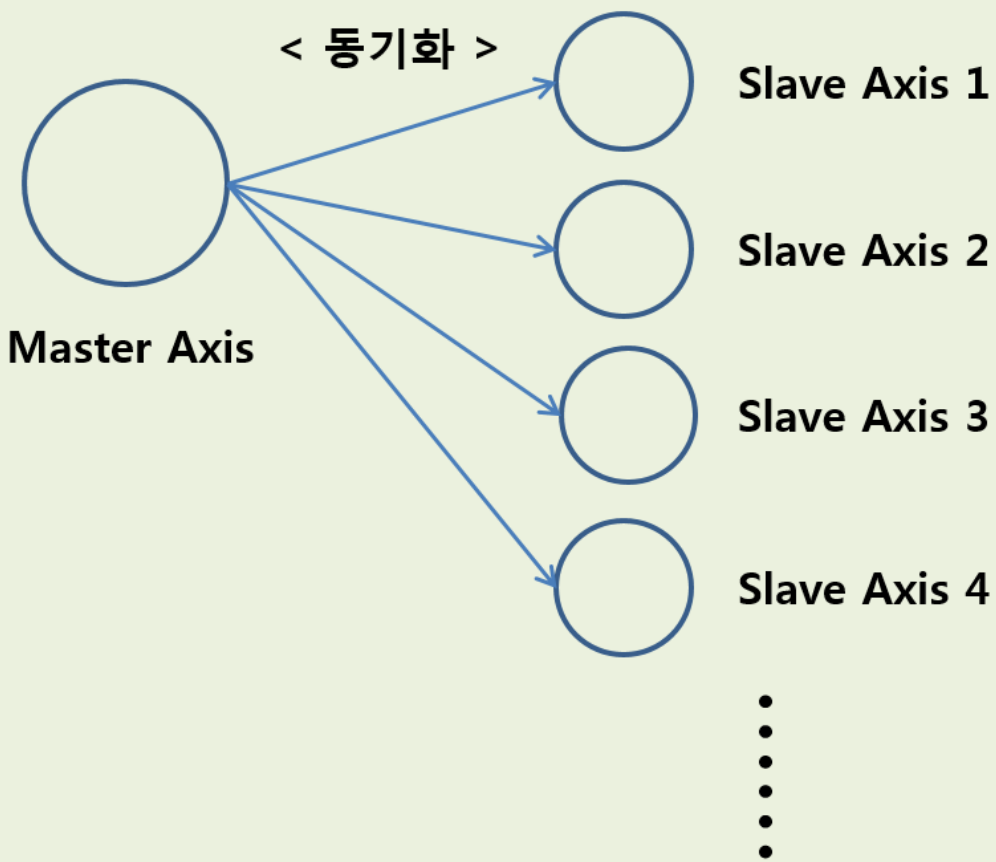 < 동기화 >
Slave Axis 1
Slave Axis 2
Master Axis
Slave Axis 3
Slave Axis 4